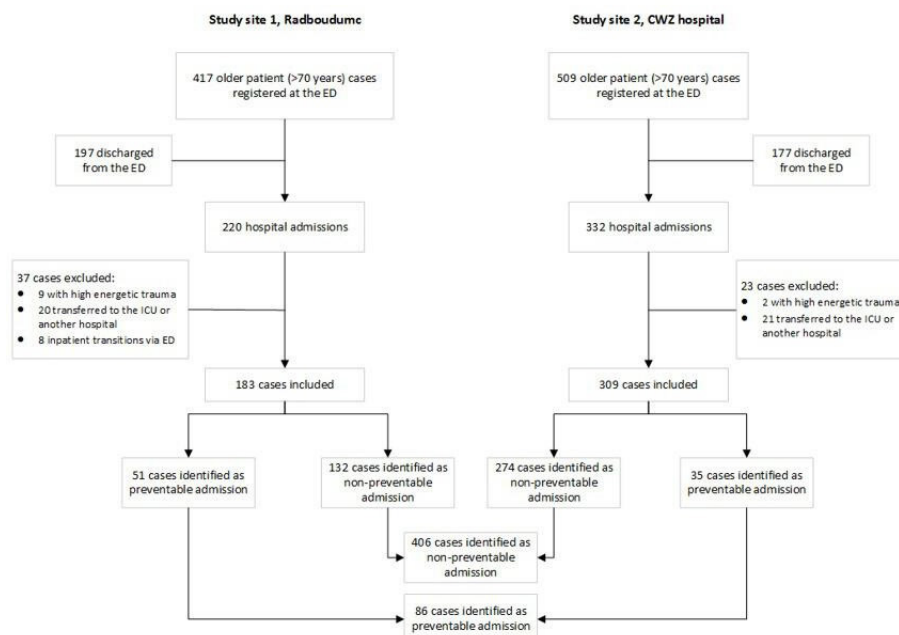 Study site 1, Radboudumc
Study site 2, CWZ hospital
417 older patient (>70 years) cases
registered at the ED
509 older patient (>70 years) cases
registered at the ED
197 discharged
from the ED
177 discharged
from the ED
220 hospital admissions
332 hospital admissions
37 cases excluded:
● 9 with high energetic trauma
● 20 transferred to the ICU or
another hospital
● 8 inpatient transitions via ED
23 cases excluded:
● 2 with high energetic trauma
● 21 transferred to the ICU or
another hospital
183 cases included
309 cases included
51 cases identified as
preventable admission
132 cases identified as
non-preventable
admission
274 cases identified as
non-preventable
admission
35 cases identified as
preventable admission
406 cases identified as
non-preventable
admission
86 cases identified as
preventable admission